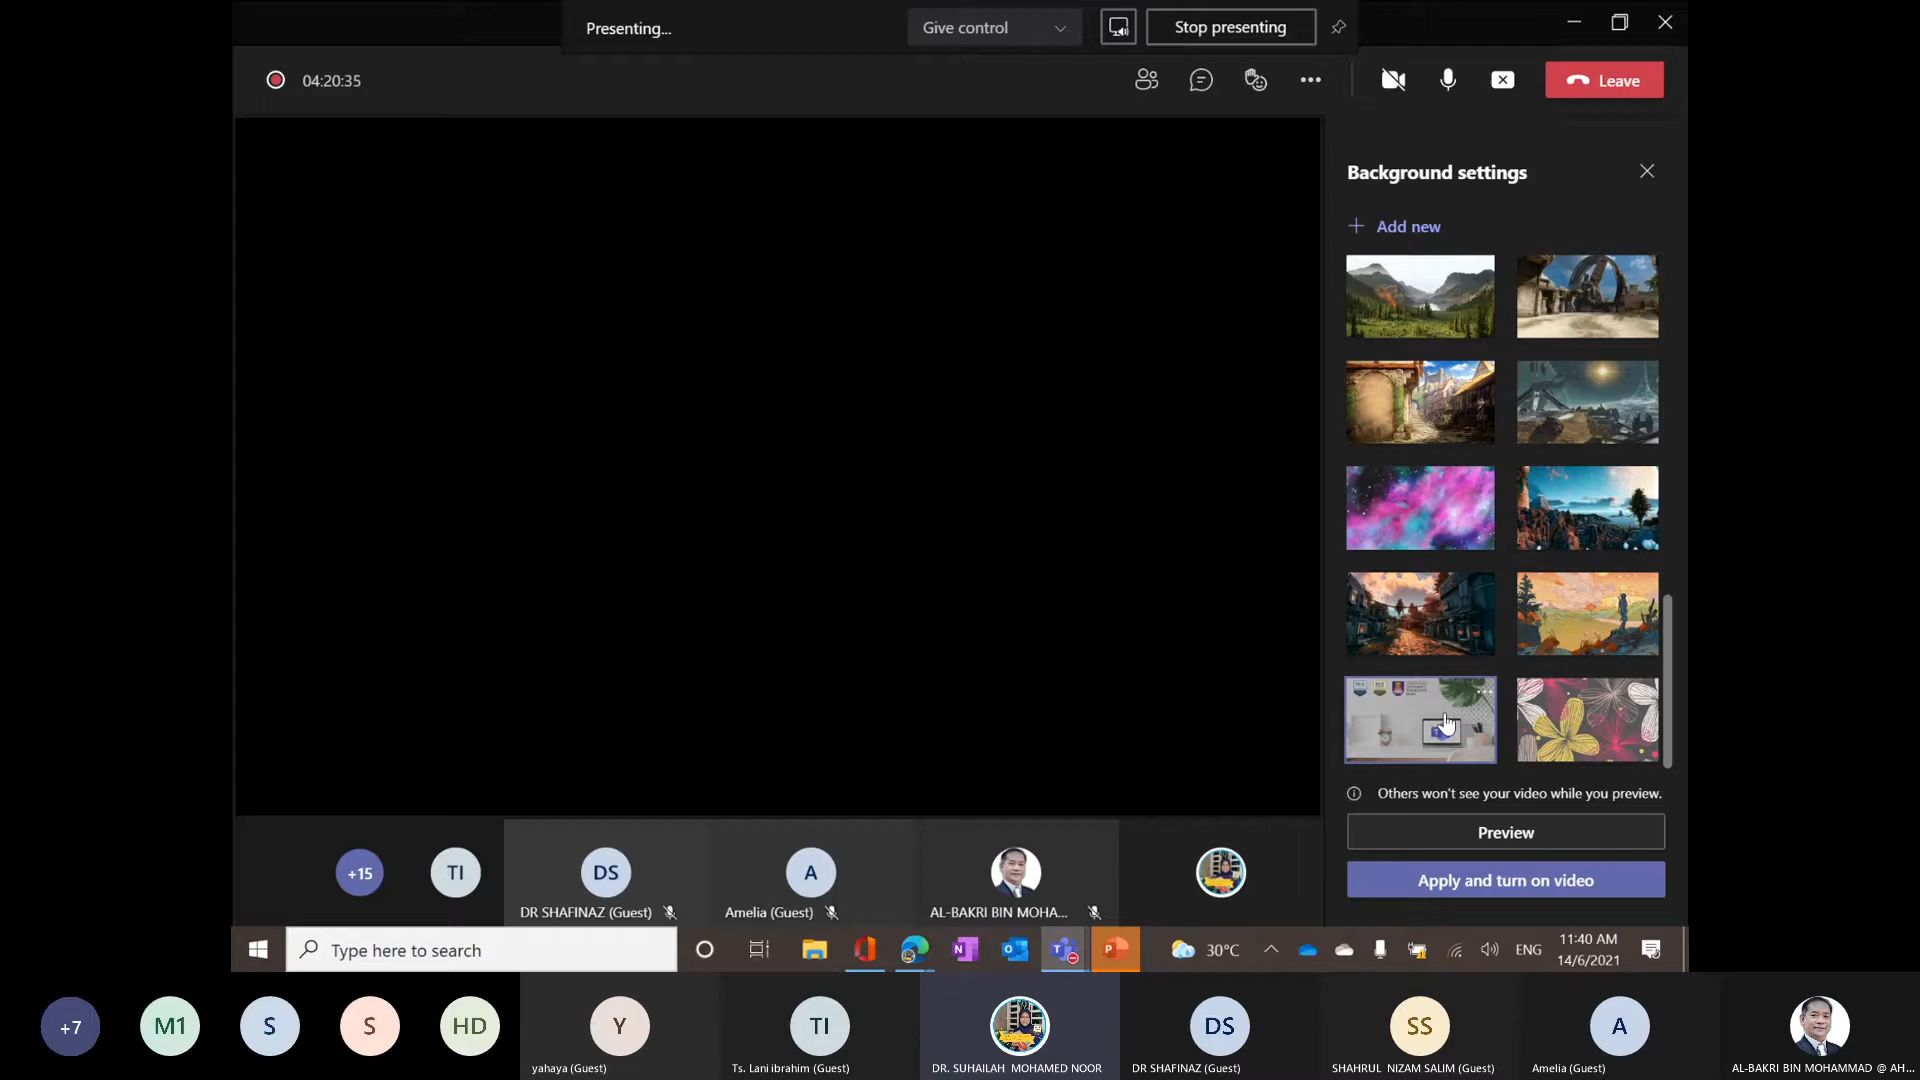 Presenting...
Give control
Stop presenting
04:20:35
Leave
Background settings
Add new
Others won't see your video while you preview.
Preview
Apply and turn on video
+15
TI
DS
A
DR SHAFINAZ (Guest)
Amelia (Guest)
AL-BAKRI BIN MOHA...
Type here to search
30°C
ENG
11:40 AM
14/6/2021
+7
M1
S
S
HD
Y
TI
DS
SS
A
yahaya (Guest)
Ts. Lani ibrahim (Guest)
DR. SUHAILAH MOHAMED NOOR
DR SHAFINAZ (Guest)
SHAHRUL NIZAM SALIM (Guest)
Amelia (Guest)
AL-BAKRI BIN MOHAMMAD @ AH...